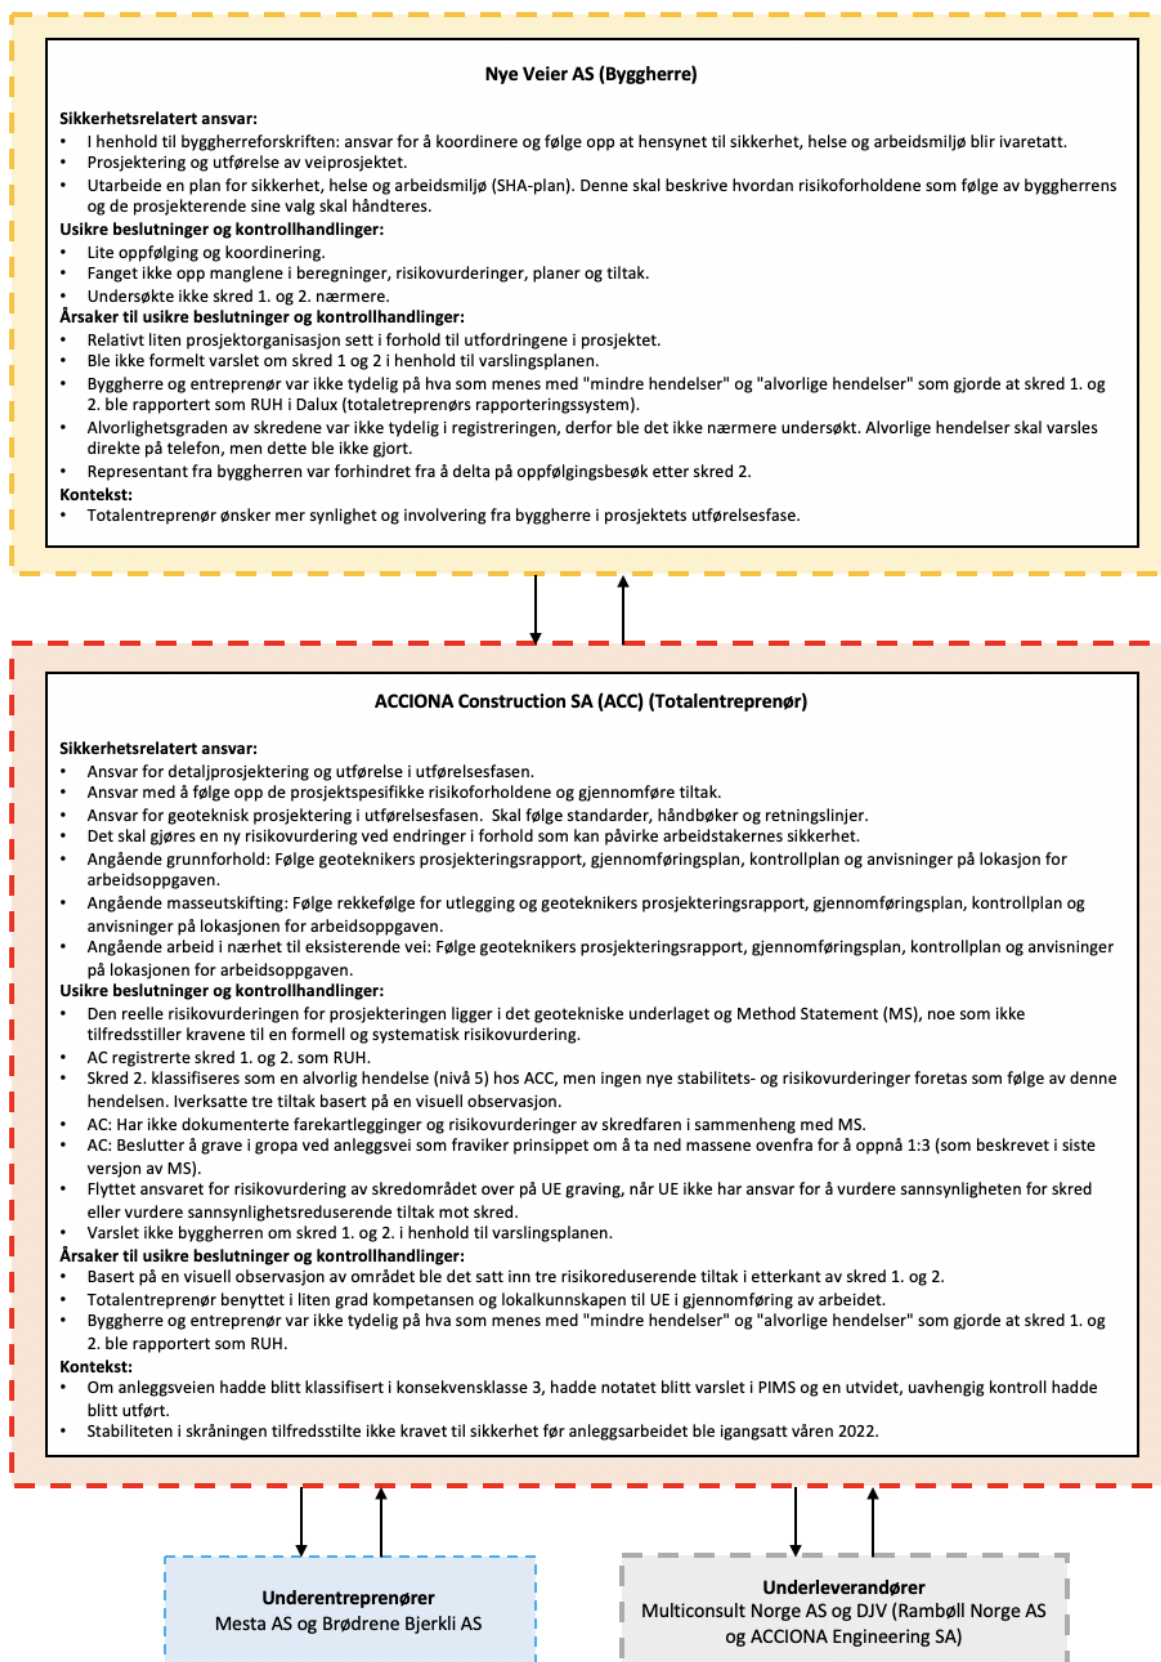 Nye Veier AS (Byggherre)
Sikkerhetsrelatert ansvar:
• I henhold til byggherreforskriften: ansvar for å koordinere og følge opp at hensynet til sikkerhet, helse og arbeidsmiljø blir ivaretatt.
• Prosjektering og utførelse av veiprosjektet.
• Utarbeide en plan for sikkerhet, helse og arbeidsmiljø (SHA-plan). Denne skal beskrive hvordan risikoforholdene som følge av byggherrens
og de prosjekterende sine valg skal håndteres.
Usikre beslutninger og kontrollhandlinger:
• Lite oppfølging og koordinering.
• Fanget ikke opp manglene i beregninger, risikovurderinger, planer og tiltak.
• Undersøkte ikke skred 1. og 2. nærmere.
Årsaker til usikre beslutninger og kontrollhandlinger:
• Relativt liten prosjektorganisasjon sett i forhold til utfordringene i prosjektet.
• Ble ikke formelt varslet om skred 1 og 2 i henhold til varslingsplanen.
• Byggherre og entreprenør var ikke tydelig på hva som menes med "mindre hendelser" og "alvorlige hendelser" som gjorde at skred 1. og
2. ble rapportert som RUH i Dalux (totaletreprenørs rapporteringssystem).
• Alvorlighetsgraden av skredene var ikke tydelig i registreringen, derfor ble det ikke nærmere undersøkt. Alvorlige hendelser skal varsles
direkte på telefon, men dette ble ikke gjort.
• Representant fra byggherren var forhindret fra å delta på oppfølgingsbesøk etter skred 2.
Kontekst:
• Totalentreprenør ønsker mer synlighet og involvering fra byggherre i prosjektets utførelsesfase.
ACCIONA Construction SA (ACC) (Totalentreprenør)
Sikkerhetsrelatert ansvar:
• Ansvar for detaljprosjektering og utførelse i utførelsesfasen.
• Ansvar med å følge opp de prosjektspesifikke risikoforholdene og gjennomføre tiltak.
• Ansvar for geoteknisk prosjektering i utførelsesfasen. Skal følge standarder, håndbøker og retningslinjer.
• Det skal gjøres en ny risikovurdering ved endringer i forhold som kan påvirke arbeidstakernes sikkerhet.
• Angående grunnforhold: Følge geoteknikers prosjekteringsrapport, gjennomføringsplan, kontrollplan og anvisninger på lokasjon for
arbeidsoppgaven.
• Angående masseutskifting: Følge rekkefølge for utlegging og geoteknikers prosjekteringsrapport, gjennomføringsplan, kontrollplan og
anvisninger på lokasjonen for arbeidsoppgaven.
• Angående arbeid i nærhet til eksisterende vei: Følge geoteknikers prosjekteringsrapport, gjennomføringsplan, kontrollplan og anvisninger
på lokasjonen for arbeidsoppgaven.
Usikre beslutninger og kontrollhandlinger:
• Den reelle risikovurderingen for prosjekteringen ligger i det geotekniske underlaget og Method Statement (MS), noe som ikke
tilfredsstiller kravene til en formell og systematisk risikovurdering.
• AC registrerte skred 1. og 2. som RUH.
• Skred 2. klassifiseres som en alvorlig hendelse (nivå 5) hos ACC, men ingen nye stabilitets- og risikovurderinger foretas som følge av denne
hendelsen. Iverksatte tre tiltak basert på en visuell observasjon.
• AC: Har ikke dokumenterte farekartlegginger og risikovurderinger av skredfaren i sammenheng med MS.
• AC: Beslutter å grave i gropa ved anleggsvei som fraviker prinsippet om å ta ned massene ovenfra for å oppnå 1:3 (som beskrevet i siste
versjon av MS).
• Flyttet ansvaret for risikovurdering av skredområdet over på UE graving, når UE ikke har ansvar for å vurdere sannsynligheten for skred
eller vurdere sannsynlighetsreduserende tiltak mot skred.
• Varslet ikke byggherren om skred 1. og 2. i henhold til varslingsplanen.
Årsaker til usikre beslutninger og kontrollhandlinger:
• Basert på en visuell observasjon av området ble det satt inn tre risikoreduserende tiltak i etterkant av skred 1. og 2.
• Totalentreprenør benyttet i liten grad kompetansen og lokalkunnskapen til UE i gjennomføring av arbeidet.
• Byggherre og entreprenør var ikke tydelig på hva som menes med "mindre hendelser" og "alvorlige hendelser" som gjorde at skred 1. og
2. ble rapportert som RUH.
Kontekst:
• Om anleggsveien hadde blitt klassifisert i konsekvensklasse 3, hadde notatet blitt varslet i PIMS og en utvidet, uavhengig kontroll hadde
blitt utført.
• Stabiliteten i skråningen tilfredsstilte ikke kravet til sikkerhet før anleggsarbeidet ble igangsatt våren 2022.
Underentreprenører
Mesta AS og Brødrene Bjerkli AS
Underleverandører
Multiconsult Norge AS og DJV (Rambøll Norge AS
og ACCIONA Engineering SA)